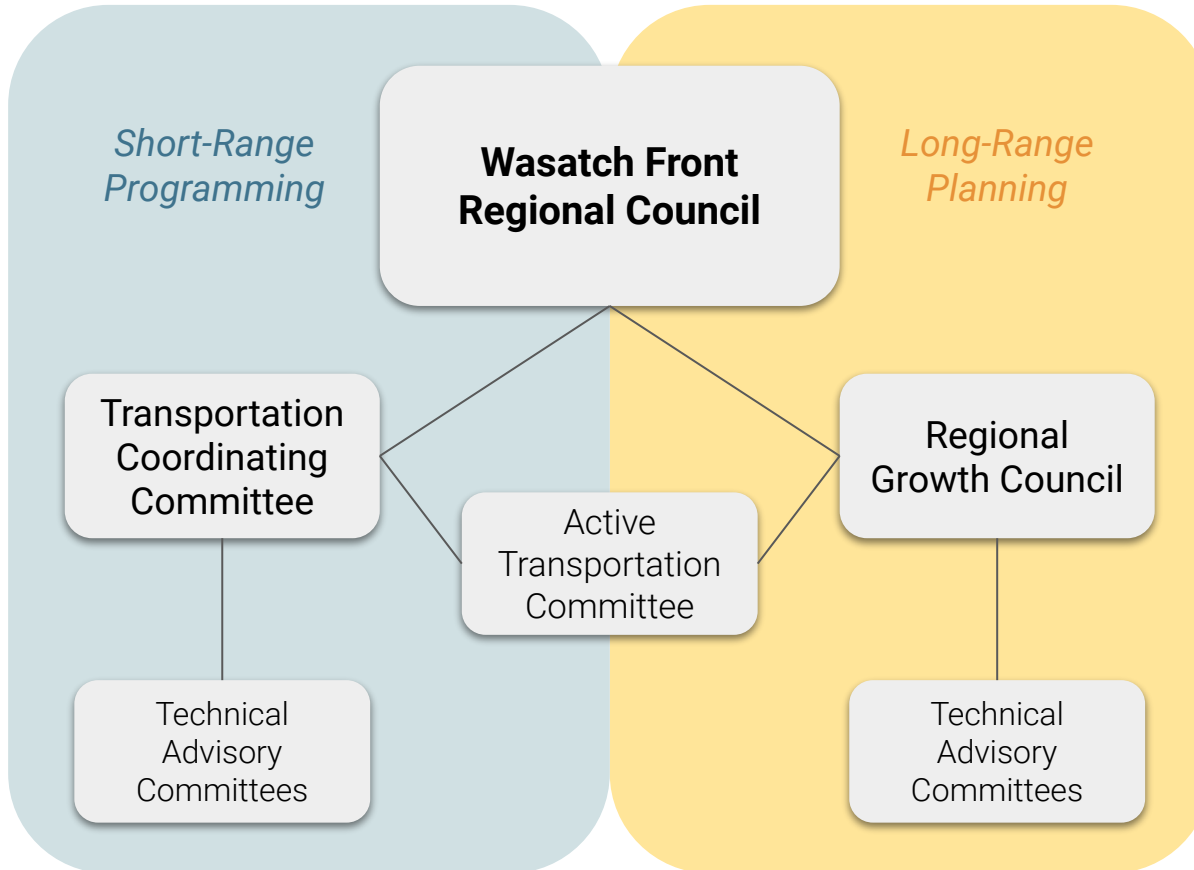 Short-Range
Programming
Wasatch Front
Regional Council
Long-Range
Planning
Transportation
Coordinating
Committee
Regional
Growth Council
Active
Transportation
Committee
Technical
Advisory
Committees
Technical
Advisory
Committees